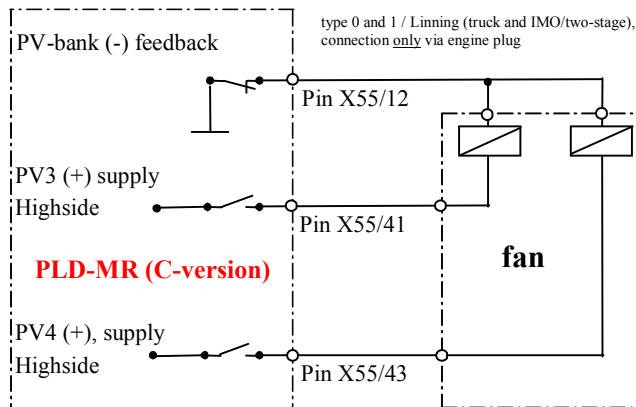 type 0 and 1 / Linning (truck and IMO/two-stage),
connection only via engine plug
PV-bank (-) feedback
Pin X55/12
PV3 (+) supply
Highside
Pin X55/41
PLD-MR (C-version)
fan
PV4 (+), supply
Highside
Pin X55/43